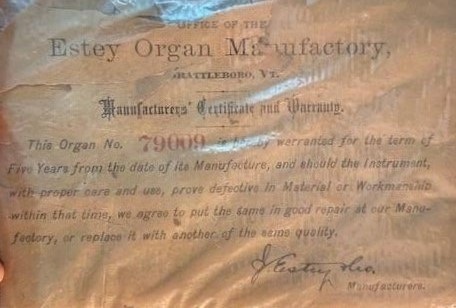 OFFICE OF THE
Estey Organ Manufactory,
BRATTLEBORO, VT.
Manufacturers' Certificate and Warranty.
This Organ No. 79009 is hereby warranted for the term of
Five Years from the date of its Manufacture, and should the Instrument,
with proper care and use, prove defective in Material or Workmanship
within that time, we agree to put the same in good repair at our Manu-
factory, or replace it with another of the same quality.
J. Estey & Co.
Manufacturers.